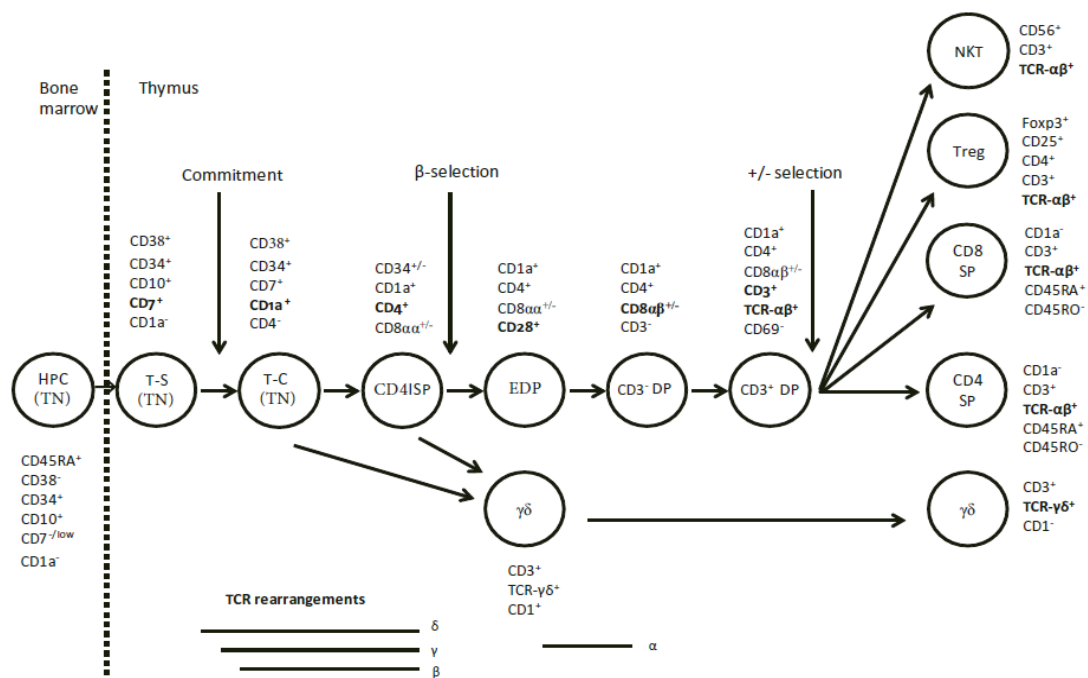 Bone
marrow
Thymus
Commitment
β-selection
+/- selection
CD38⁺
CD34⁺
CD10⁺
CD7⁺
CD1a⁻
CD38⁺
CD34⁺
CD7⁺
CD1a⁺
CD4⁻
CD34⁺/⁻
CD1a⁺
CD4⁺
CD8αα⁺/⁻
CD1a⁺
CD4⁺
CD8αα⁺/⁻
CD28⁺
CD1a⁺
CD4⁺
CD8αβ⁺/⁻
CD3⁻
CD1a⁺
CD4⁺
CD8αβ⁺/⁻
CD3⁺
TCR-αβ⁺
CD69⁻
HPC
(TN)
T-S
(TN)
T-C
(TN)
CD4ISP
EDP
CD3⁻ DP
CD3⁺ DP
NKT
CD56⁺
CD3⁺
TCR-αβ⁺
Treg
Foxp3⁺
CD25⁺
CD4⁺
CD3⁺
TCR-αβ⁺
CD8
SP
CD1a⁻
CD3⁺
TCR-αβ⁺
CD45RA⁺
CD45RO⁻
CD4
SP
CD1a⁻
CD3⁺
TCR-αβ⁺
CD45RA⁺
CD45RO⁻
γδ
CD3⁺
TCR-γδ⁺
CD1⁻
CD45RA⁺
CD38⁻
CD34⁺
CD10⁺
CD7⁻/ˡᵒʷ
CD1a⁻
γδ
CD3⁺
TCR-γδ⁺
CD1⁺
TCR rearrangements
δ
γ
β
α